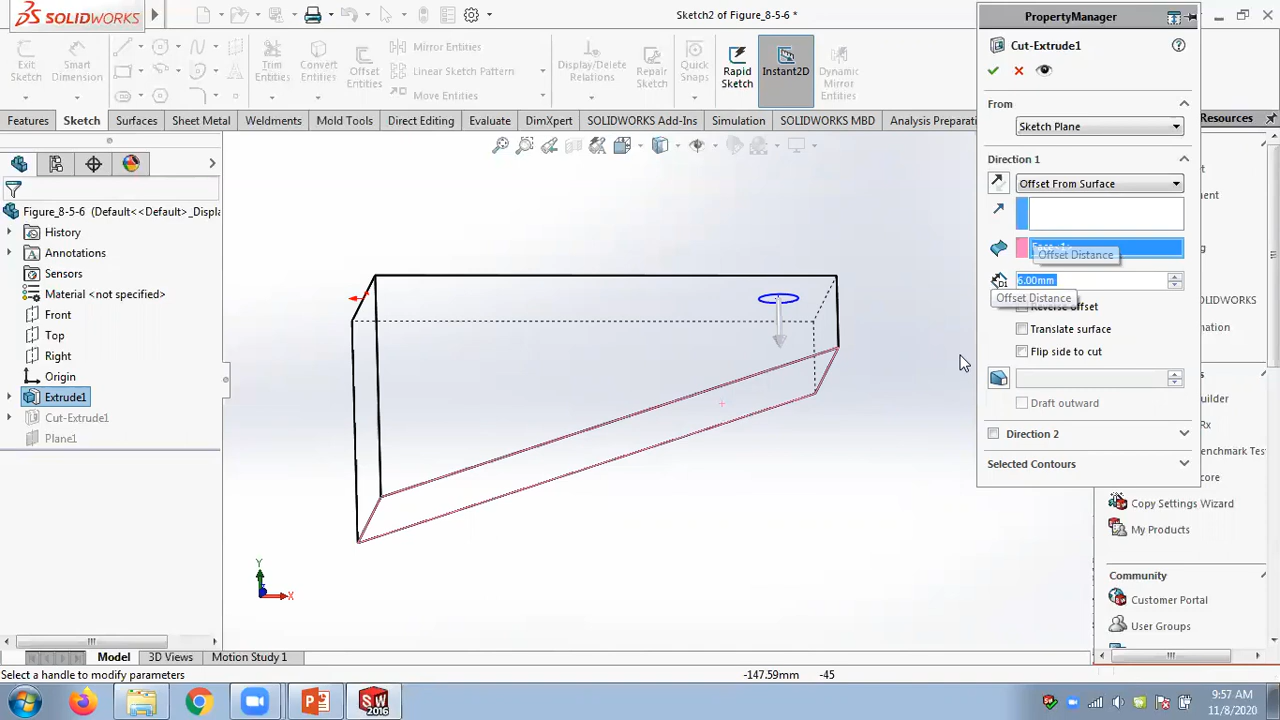 SOLIDWORKS
Sketch2 of Figure_8-5-6 *
PropertyManager
Exit Sketch
Smart Dimension
Trim Entities
Convert Entities
Offset Entities
Mirror Entities
Linear Sketch Pattern
Move Entities
Display/Delete Relations
Repair Sketch
Quick Snaps
Rapid Sketch
Instant2D
Dynamic Mirror Entities
Features
Sketch
Surfaces
Sheet Metal
Weldments
Mold Tools
Direct Editing
Evaluate
DimXpert
SOLIDWORKS Add-Ins
Simulation
SOLIDWORKS MBD
Analysis Preparati
Resources
Cut-Extrude1
From
Sketch Plane
Direction 1
Offset From Surface
Offset Distance
6.00mm
Offset Distance
Reverse offset
Translate surface
Flip side to cut
Draft outward
Direction 2
Selected Contours
Figure_8-5-6 (Default<<Default>_Displa
History
Annotations
Sensors
Material <not specified>
Front
Top
Right
Origin
Extrude1
Cut-Extrude1
Plane1
Y
X
Copy Settings Wizard
My Products
Community
Customer Portal
User Groups
Model
3D Views
Motion Study 1
Select a handle to modify parameters
-147.59mm
-45
SW
2016
9:57 AM
11/8/2020